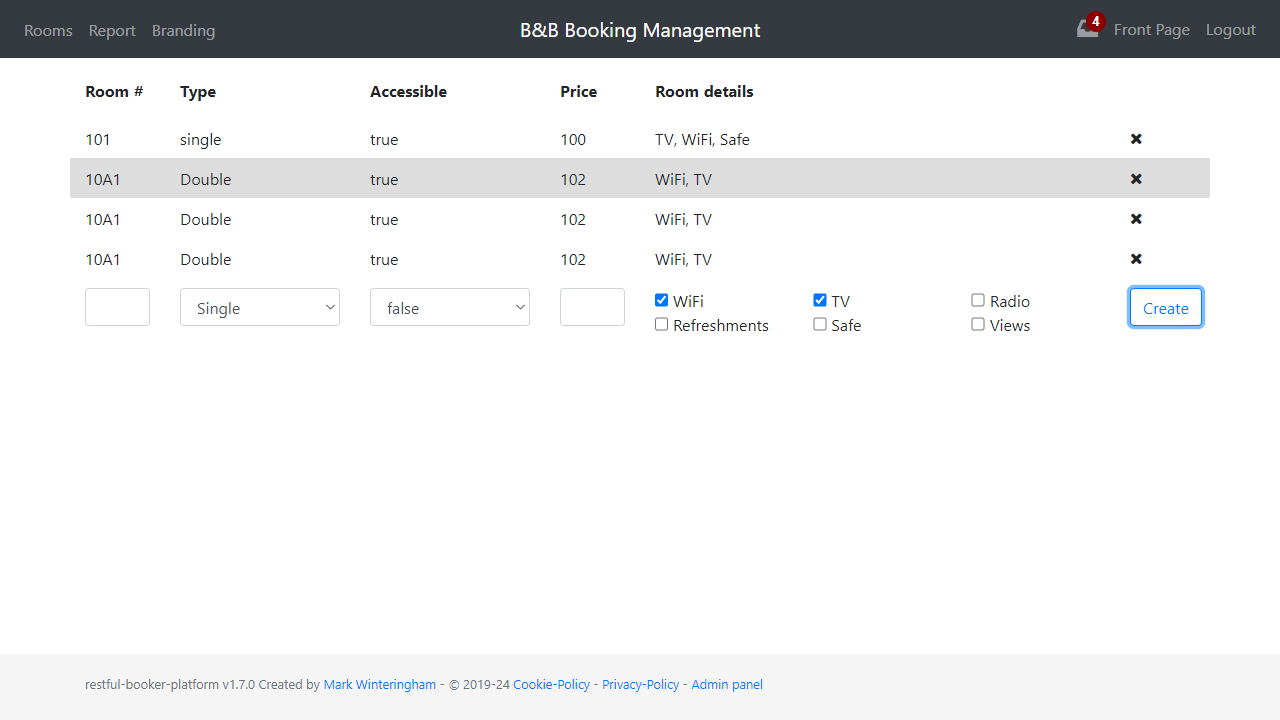 Rooms Report Branding B&B Booking Management 4 Front Page Logout
Room # Type Accessible Price Room details
101 single true 100 TV, WiFi, Safe
10A1 Double true 102 WiFi, TV
10A1 Double true 102 WiFi, TV
10A1 Double true 102 WiFi, TV
Single false WiFi TV Radio Create
Refreshments Safe Views
restful-booker-platform v1.7.0 Created by Mark Winteringham - © 2019-24 Cookie-Policy - Privacy-Policy - Admin panel